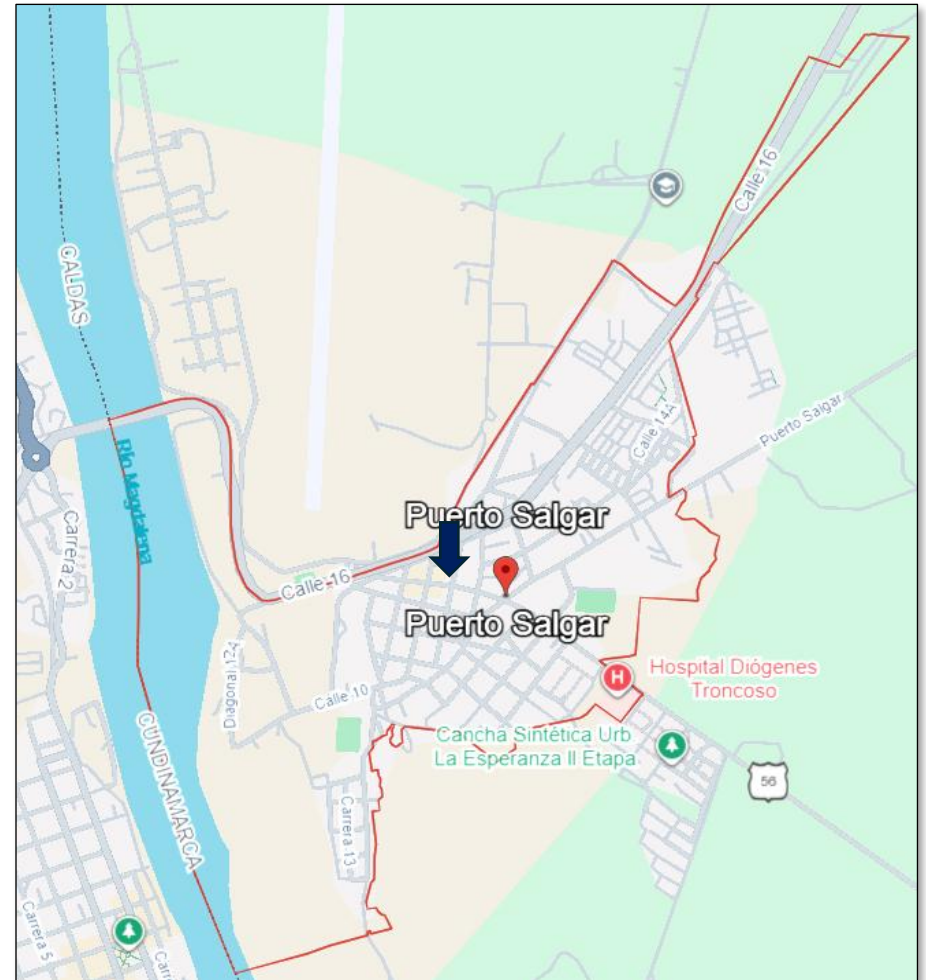 Calle 16
CALDAS
Río Magdalena
Carrera 2
Calle 14A
Puerto Salgar
Puerto Salgar
Calle 16
Puerto Salgar
Diagonal 12A
Calle 10
Hospital Diógenes
Troncoso
Cancha Sintética Urb.
La Esperanza II Etapa
56
CUNDINAMARCA
Carrera 13
Carrera 5
H